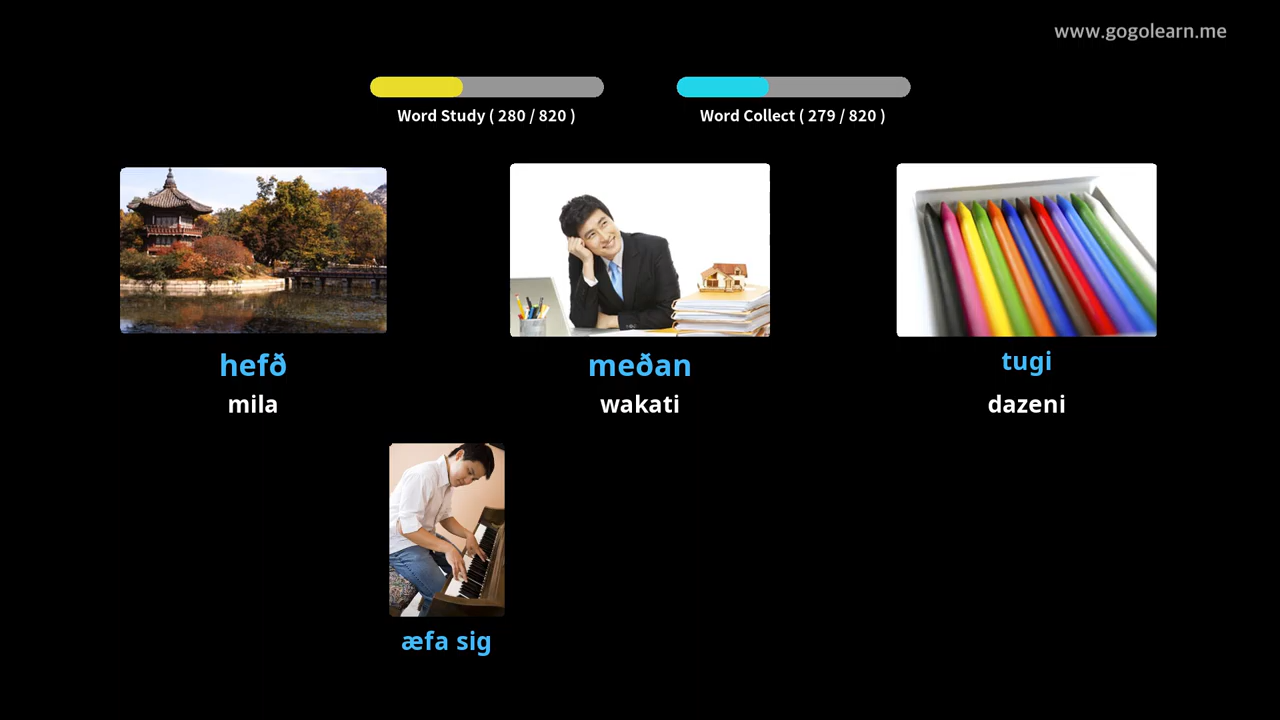 www.gogolearn.me
Word Study ( 280 / 820 )
Word Collect ( 279 / 820 )
hefð
mila
meðan
wakati
tugi
dazeni
æfa sig